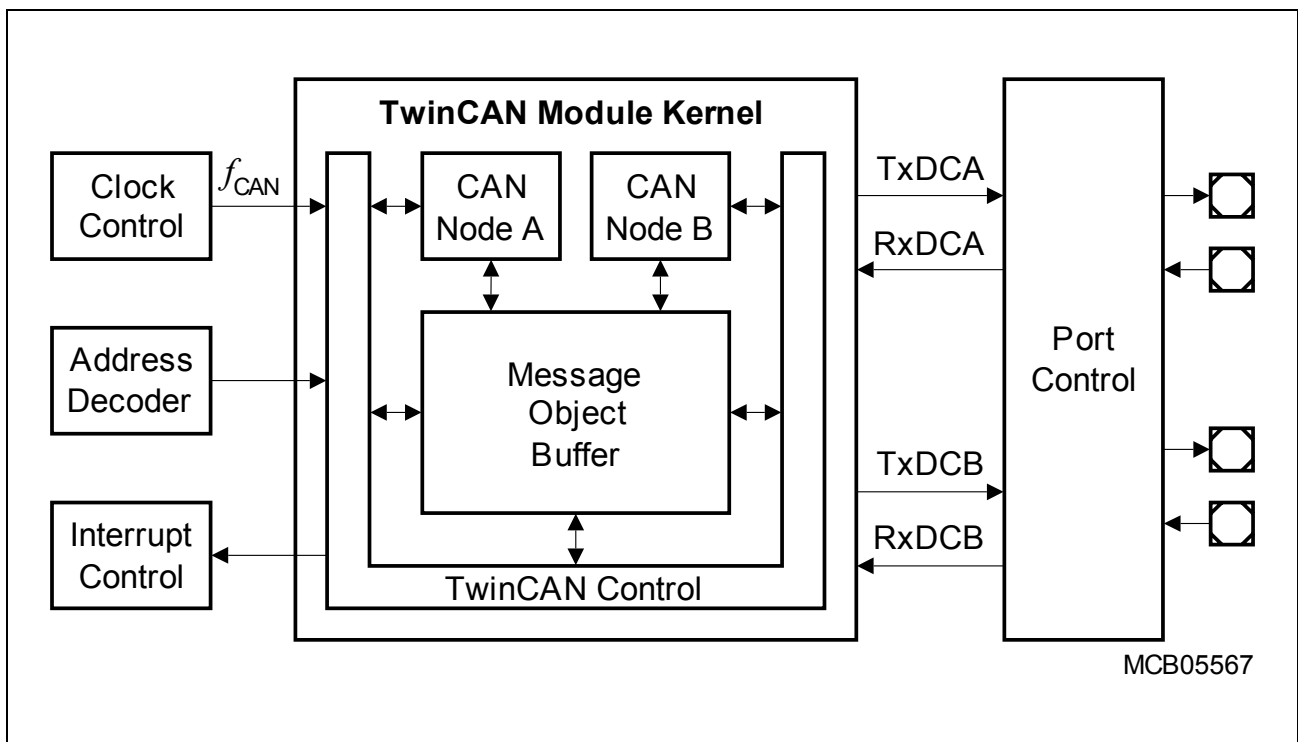 TwinCAN Module Kernel
Clock
Control
fCAN
CAN
Node A
CAN
Node B
TxDCA
RxDCA
Address
Decoder
Message
Object
Buffer
Port
Control
TxDCB
RxDCB
Interrupt
Control
TwinCAN Control
MCB05567